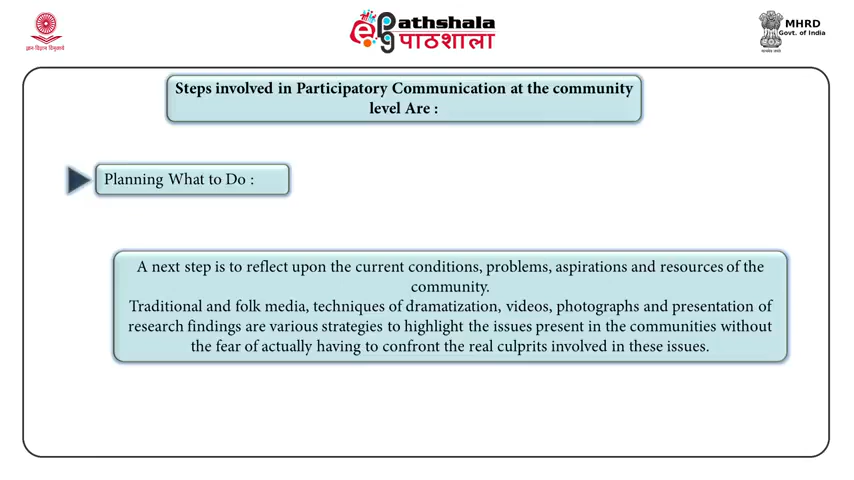 ज्ञान-विज्ञान विमुक्तये
Pathshala
पाठशाला
सत्यमेव जयते
MHRD
Govt. of India
Steps involved in Participatory Communication at the community
level Are :
Planning What to Do :
A next step is to reflect upon the current conditions, problems, aspirations and resources of the
community.
Traditional and folk media, techniques of dramatization, videos, photographs and presentation of
research findings are various strategies to highlight the issues present in the communities without
the fear of actually having to confront the real culprits involved in these issues.